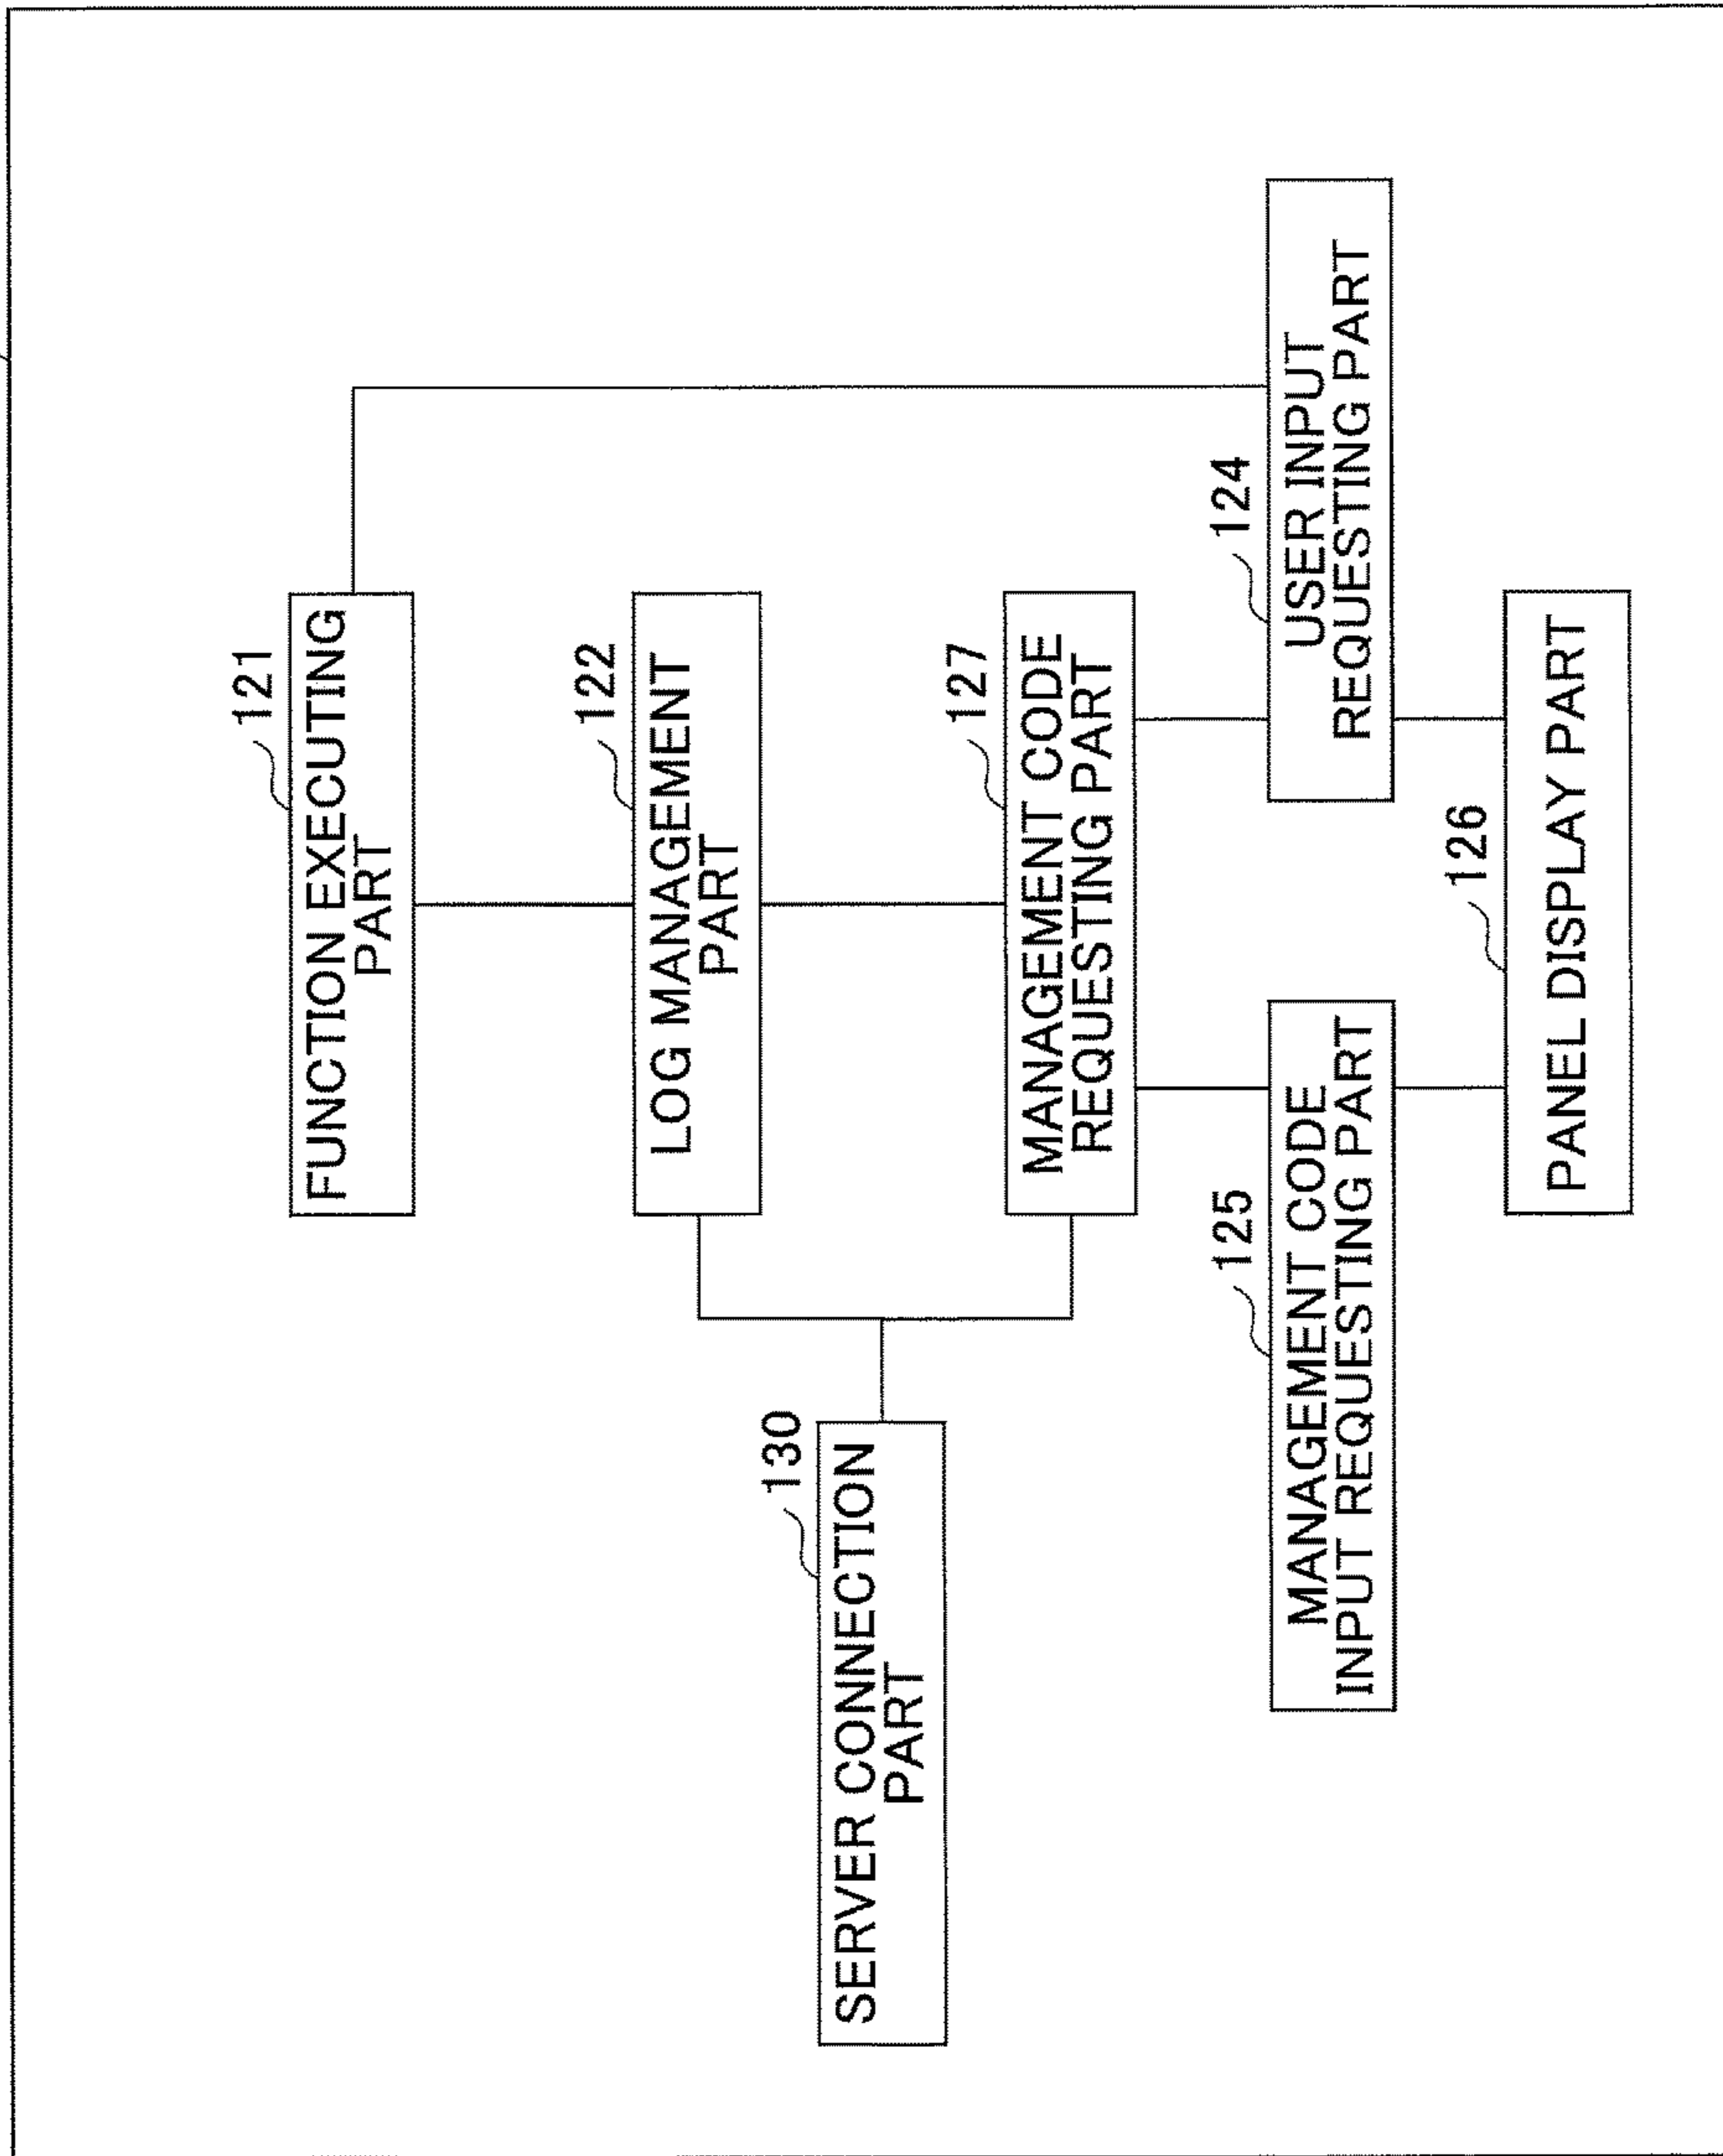 121
FUNCTION EXECUTING
PART
122
LOG MANAGEMENT
PART
130
SERVER CONNECTION
PART
127
MANAGEMENT CODE
REQUESTING PART
125
MANAGEMENT CODE
INPUT REQUESTING PART
124
USER INPUT
REQUESTING PART
126
PANEL DISPLAY PART